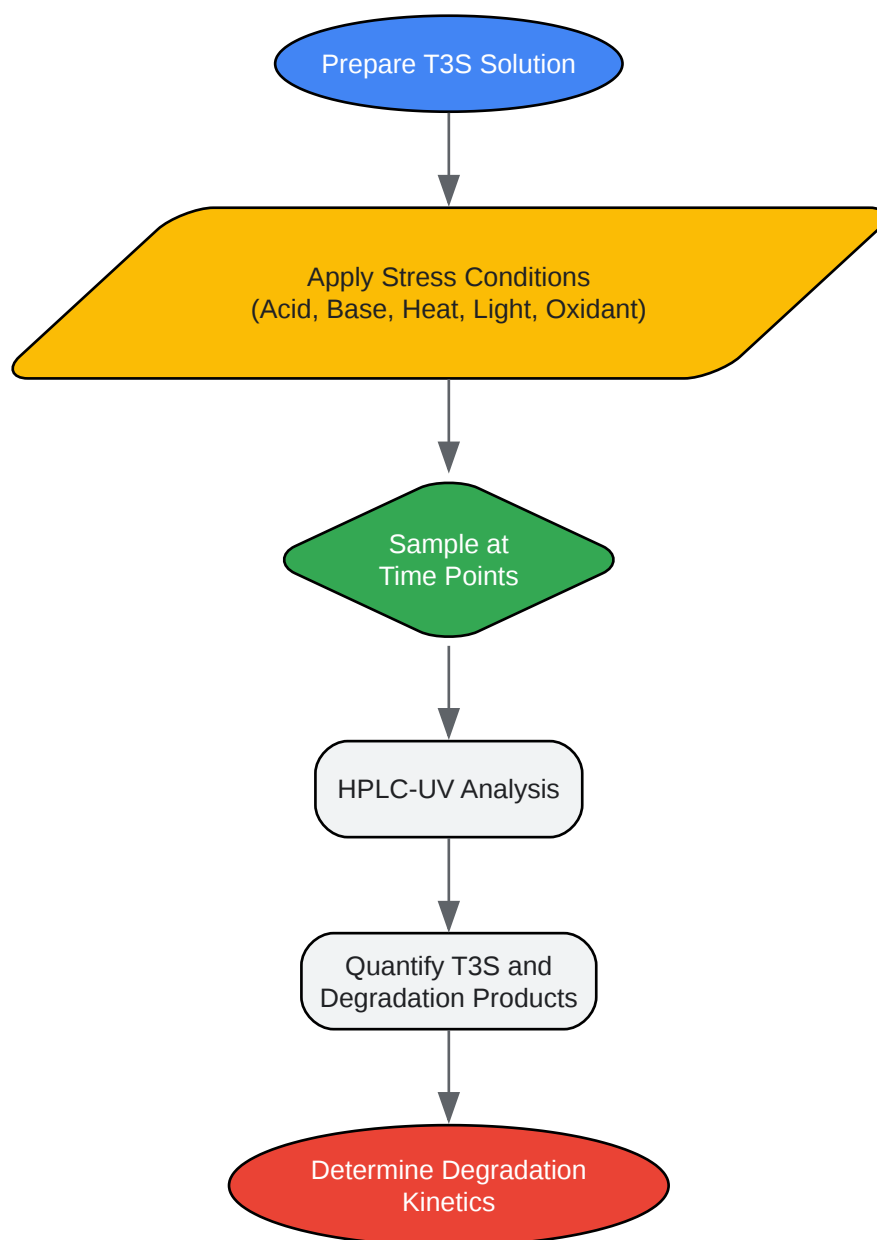 Prepare T3S Solution
Apply Stress Conditions
(Acid, Base, Heat, Light, Oxidant)
Sample at
Time Points
HPLC-UV Analysis
Quantify T3S and
Degradation Products
Determine Degradation
Kinetics